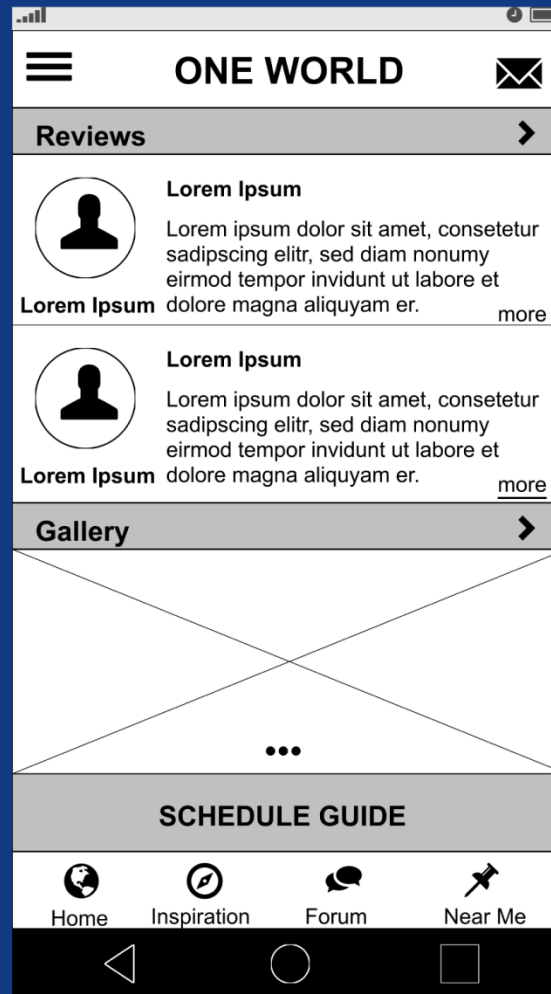 ONE WORLD
Reviews
Lorem Ipsum
Lorem ipsum dolor sit amet, consetetur
sadipscing elitr, sed diam nonumy
eirmod tempor invidunt ut labore et
dolore magna aliquyam er.
more
Lorem Ipsum
Lorem Ipsum
Lorem ipsum dolor sit amet, consetetur
sadipscing elitr, sed diam nonumy
eirmod tempor invidunt ut labore et
dolore magna aliquyam er.
more
Lorem Ipsum
Gallery
SCHEDULE GUIDE
Home
Inspiration
Forum
Near Me